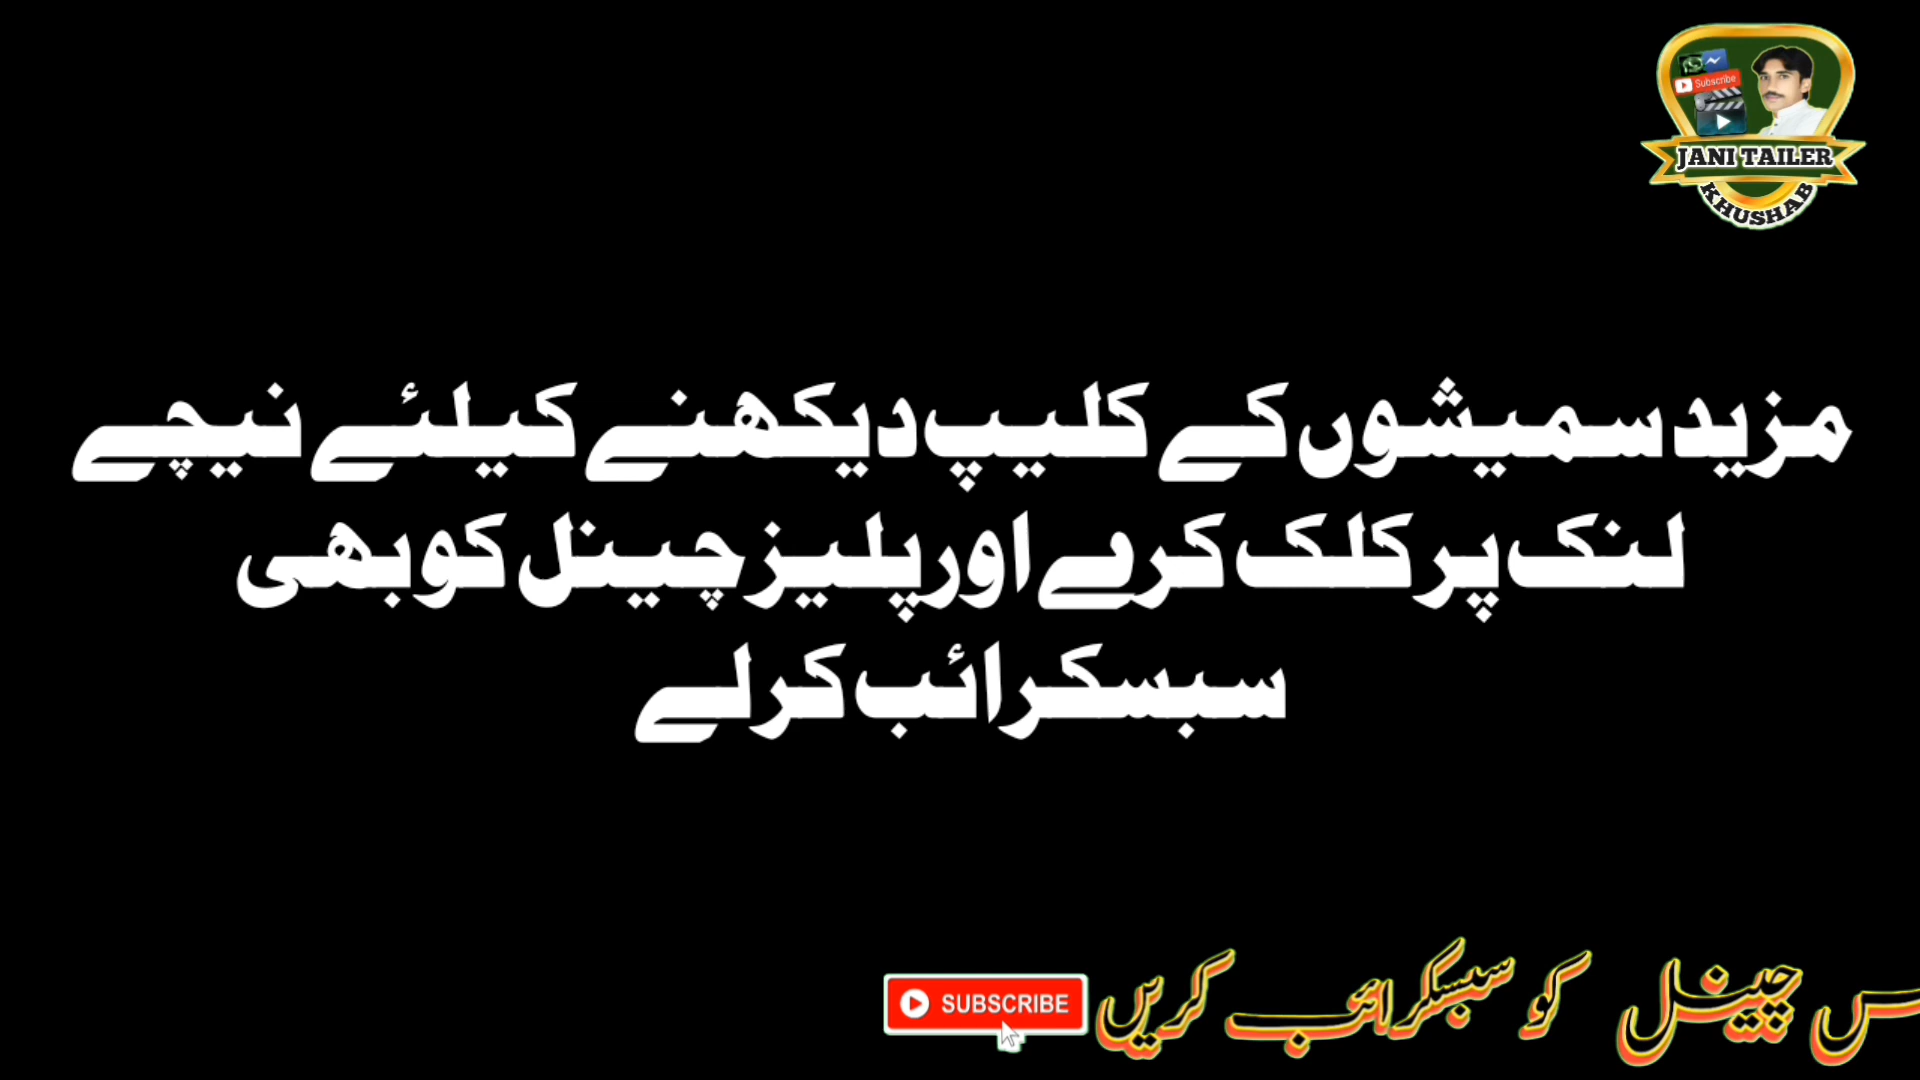 Subscribe
JANI TAILER
KHUSHAB
مزید سمیشوں کے کلیپ دیکھنے کیلئے نیچے
لنک پر کلک کرے اور پلیز چینل کو بھی
سبسکرائب کرلے
س چینل کو سبسکرائب کریں
SUBSCRIBE